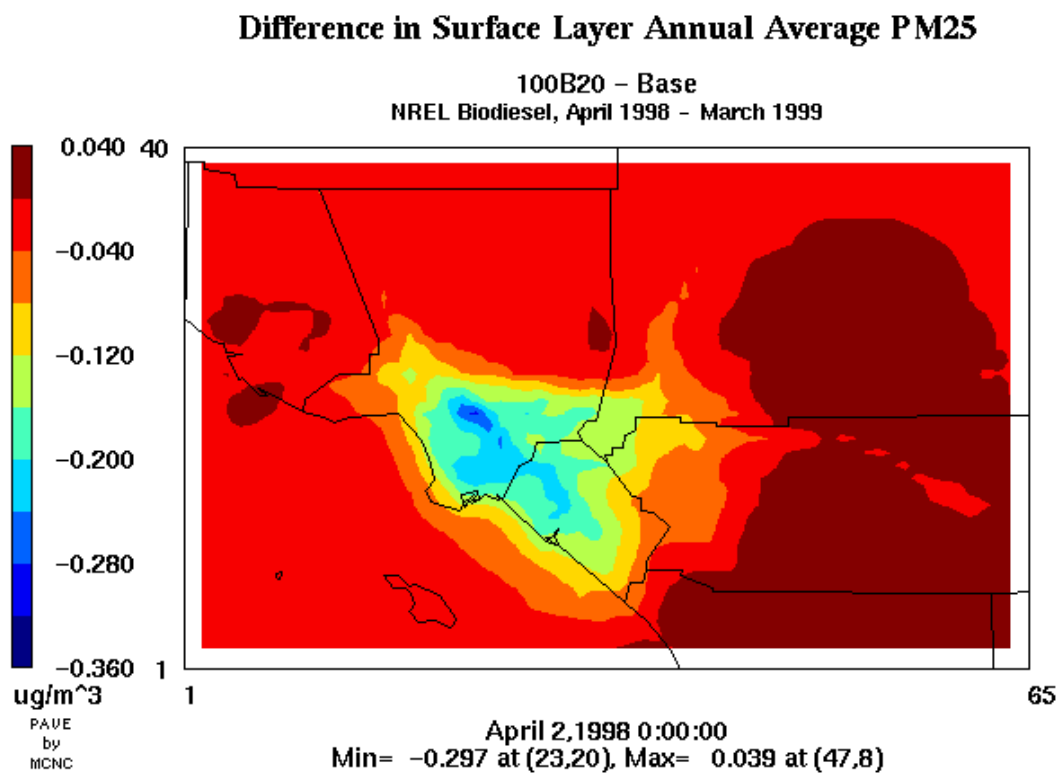 Difference in Surface Layer Annual Average PM25
100B20 – Base
NREL Biodiesel, April 1998 – March 1999
0.040
−0.040
−0.120
−0.200
−0.280
−0.360
ug/m^3
PAVE
by
MCNC
40
1
1
65
April 2,1998 0:00:00
Min= −0.297 at (23,20), Max= 0.039 at (47,8)